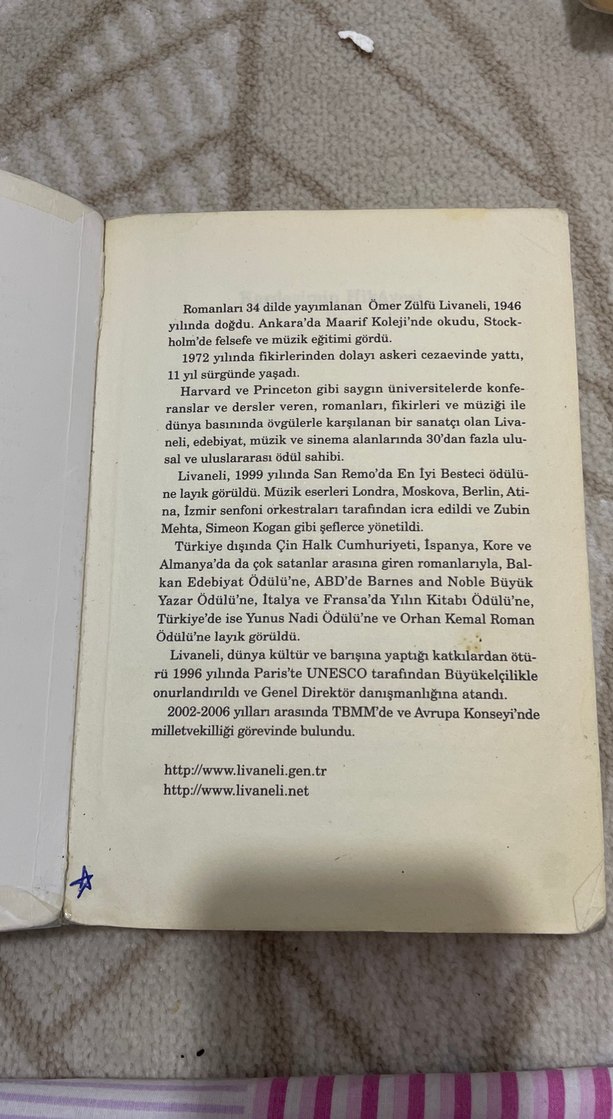 Romanları 34 dilde yayımlanan Ömer Zülfü Livaneli, 1946
yılında doğdu. Ankara'da Maarif Koleji'nde okudu, Stock-
holm'de felsefe ve müzik eğitimi gördü.
1972 yılında fikirlerinden dolayı askeri cezaevinde yattı,
11 yıl sürgünde yaşadı.
Harvard ve Princeton gibi saygın üniversitelerde konfe-
ranslar ve dersler veren, romanları, fikirleri ve müziği ile
dünya basınında övgülerle karşılanan bir sanatçı olan Liva-
neli, edebiyat, müzik ve sinema alanlarında 30'dan fazla ulu-
sal ve uluslararası ödül sahibi.
Livaneli, 1999 yılında San Remo'da En İyi Besteci ödülü-
ne layık görüldü. Müzik eserleri Londra, Moskova, Berlin, Ati-
na, İzmir senfoni orkestraları tarafından icra edildi ve Zubin
Mehta, Simeon Kogan gibi şeflerce yönetildi.
Türkiye dışında Çin Halk Cumhuriyeti, İspanya, Kore ve
Almanya'da da çok satanlar arasına giren romanlarıyla, Bal-
kan Edebiyat Ödülü'ne, ABD'de Barnes and Noble Büyük
Yazar Ödülü'ne, İtalya ve Fransa'da Yılın Kitabı Ödülü'ne,
Türkiye'de ise Yunus Nadi Ödülü'ne ve Orhan Kemal Roman
Ödülü'ne layık görüldü.
Livaneli, dünya kültür ve barışına yaptığı katkılardan ötü-
rü 1996 yılında Paris'te UNESCO tarafından Büyükelçilikle
onurlandırıldı ve Genel Direktör danışmanlığına atandı.
2002-2006 yılları arasında TBMM'de ve Avrupa Konseyi'nde
milletvekilliği görevinde bulundu.
http://www.livaneli.gen.tr
http://www.livaneli.net